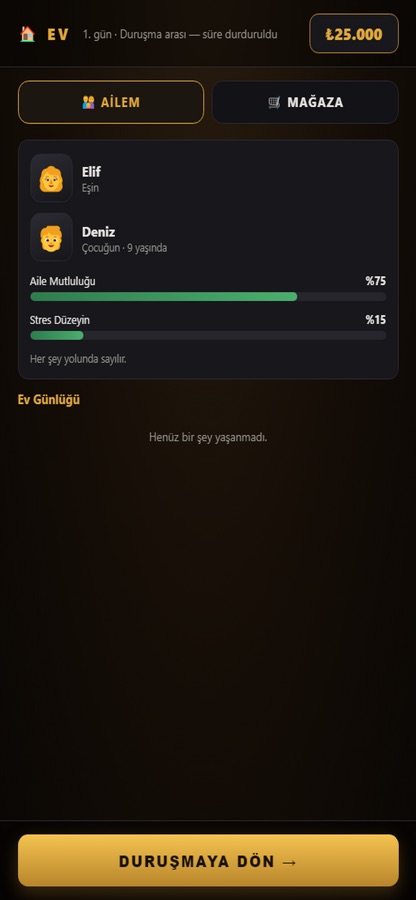 EV 1. gün · Duruşma arası — süre durduruldu ₺25.000
AİLEM MAĞAZA
Elif
Eşin
Deniz
Çocuğun · 9 yaşında
Aile Mutluluğu %75
Stres Düzeyin %15
Her şey yolunda sayılır.
Ev Günlüğü
Henüz bir şey yaşanmadı.
DURUŞMAYA DÖN →